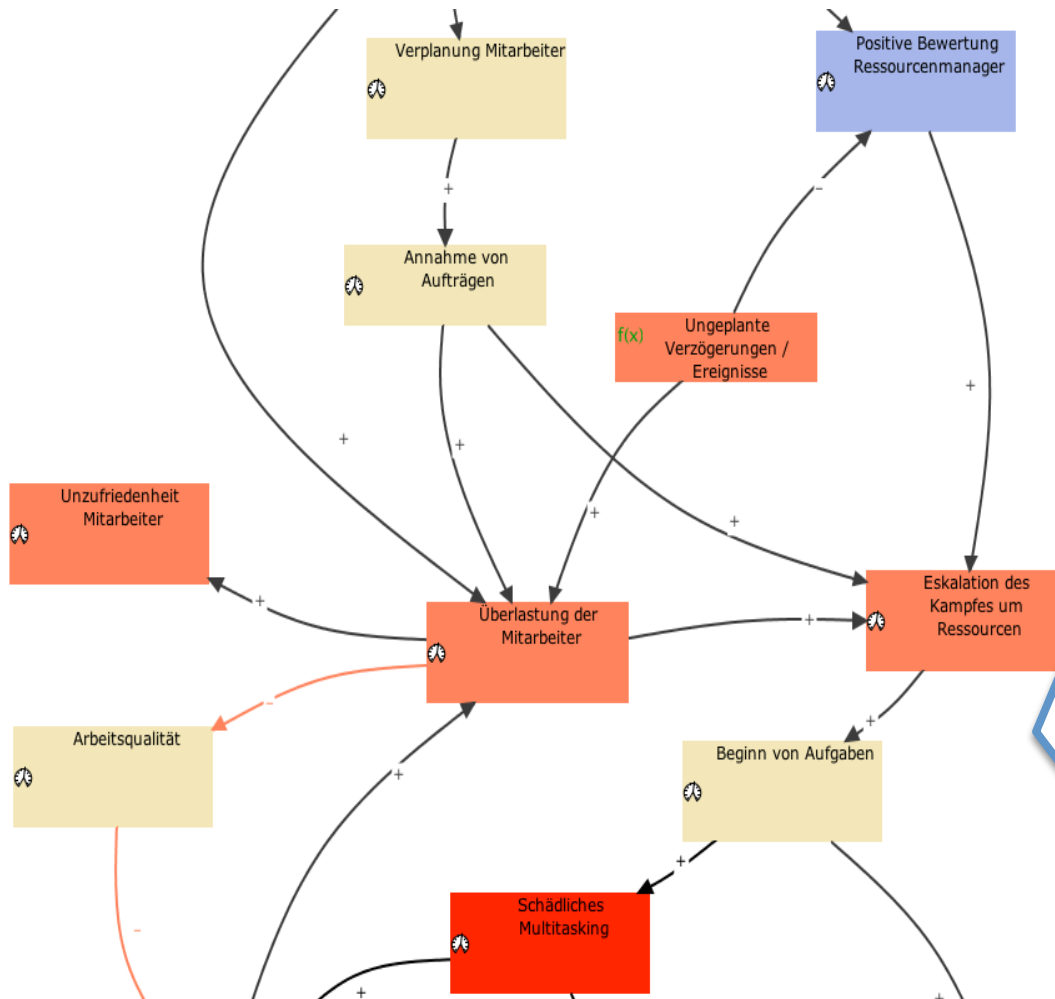 Verplanung Mitarbeiter
Positive Bewertung
Ressourcenmanager
+
–
Annahme von
Aufträgen
f(x)
Ungeplante
Verzögerungen /
Ereignisse
+
+
+
+
+
Unzufriedenheit
Mitarbeiter
Eskalation des
Kampfes um
Ressourcen
+
Überlastung der
Mitarbeiter
+
–
+
Arbeitsqualität
Beginn von Aufgaben
+
+
Schädliches
Multitasking
–
+
+